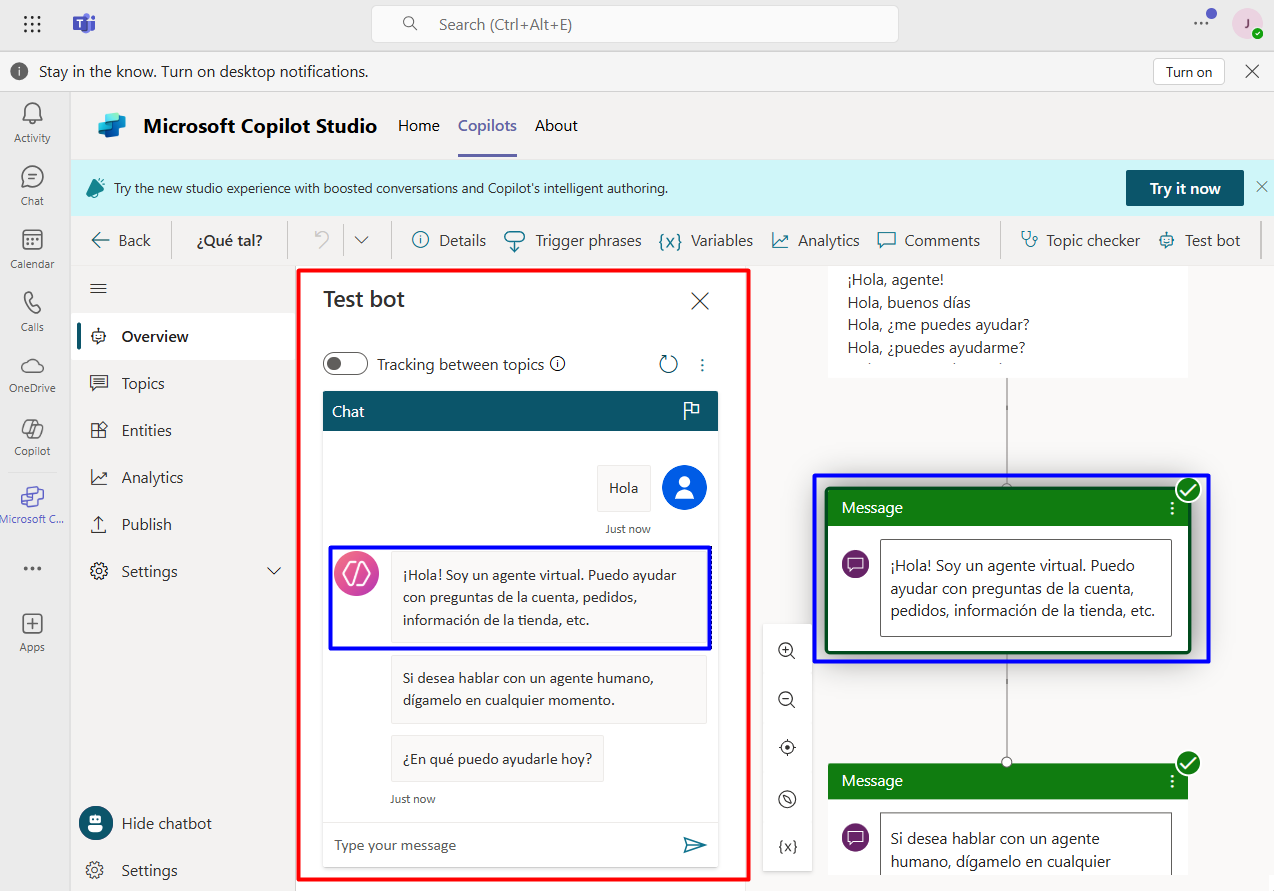 Search (Ctrl+Alt+E)
J
Stay in the know. Turn on desktop notifications.
Turn on
Activity
Chat
Calendar
Calls
OneDrive
Copilot
Microsoft C...
Apps
Microsoft Copilot Studio
Home
Copilots
About
Try the new studio experience with boosted conversations and Copilot's intelligent authoring.
Try it now
Back
¿Qué tal?
Details
Trigger phrases
{x} Variables
Analytics
Comments
Topic checker
Test bot
Overview
Topics
Entities
Analytics
Publish
Settings
Hide chatbot
Settings
Test bot
Tracking between topics
Chat
Hola
Just now
¡Hola! Soy un agente virtual. Puedo ayudar
con preguntas de la cuenta, pedidos,
información de la tienda, etc.
Si desea hablar con un agente humano,
dígamelo en cualquier momento.
¿En qué puedo ayudarle hoy?
Just now
Type your message
¡Hola, agente!
Hola, buenos días
Hola, ¿me puedes ayudar?
Hola, ¿puedes ayudarme?
Message
¡Hola! Soy un agente virtual. Puedo
ayudar con preguntas de la cuenta,
pedidos, información de la tienda, etc.
{x}
Message
Si desea hablar con un agente
humano, dígamelo en cualquier